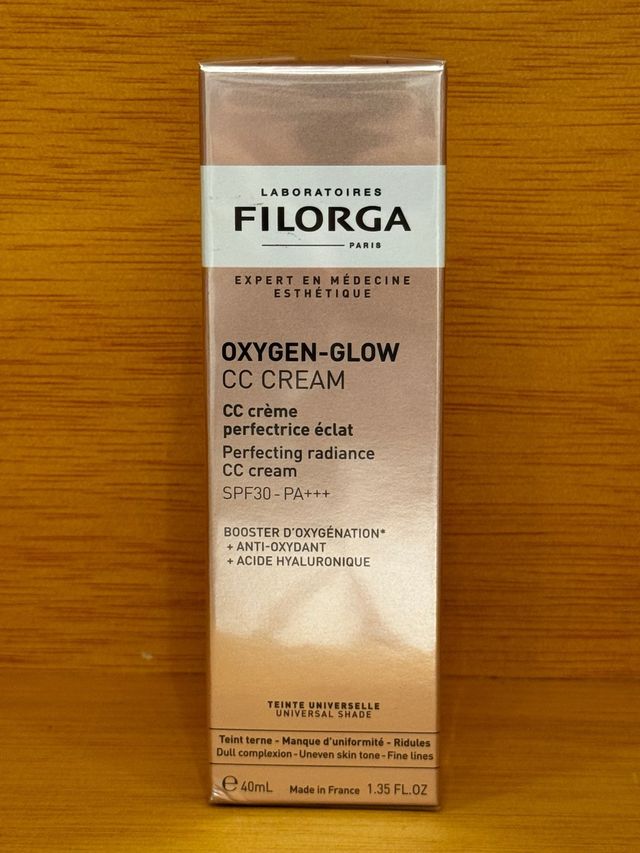 LABORATOIRES
FILORGA
PARIS
EXPERT EN MÉDECINE
ESTHÉTIQUE
OXYGEN-GLOW
CC CREAM
CC crème
perfectrice éclat
Perfecting radiance
CC cream
SPF30 - PA+++
BOOSTER D'OXYGÉNATION*
+ ANTI-OXYDANT
+ ACIDE HYALURONIQUE
TEINTE UNIVERSELLE
UNIVERSAL SHADE
Teint terne - Manque d'uniformité - Ridules
Dull complexion - Uneven skin tone - Fine lines
℮ 40mL Made in France 1.35 FL.OZ